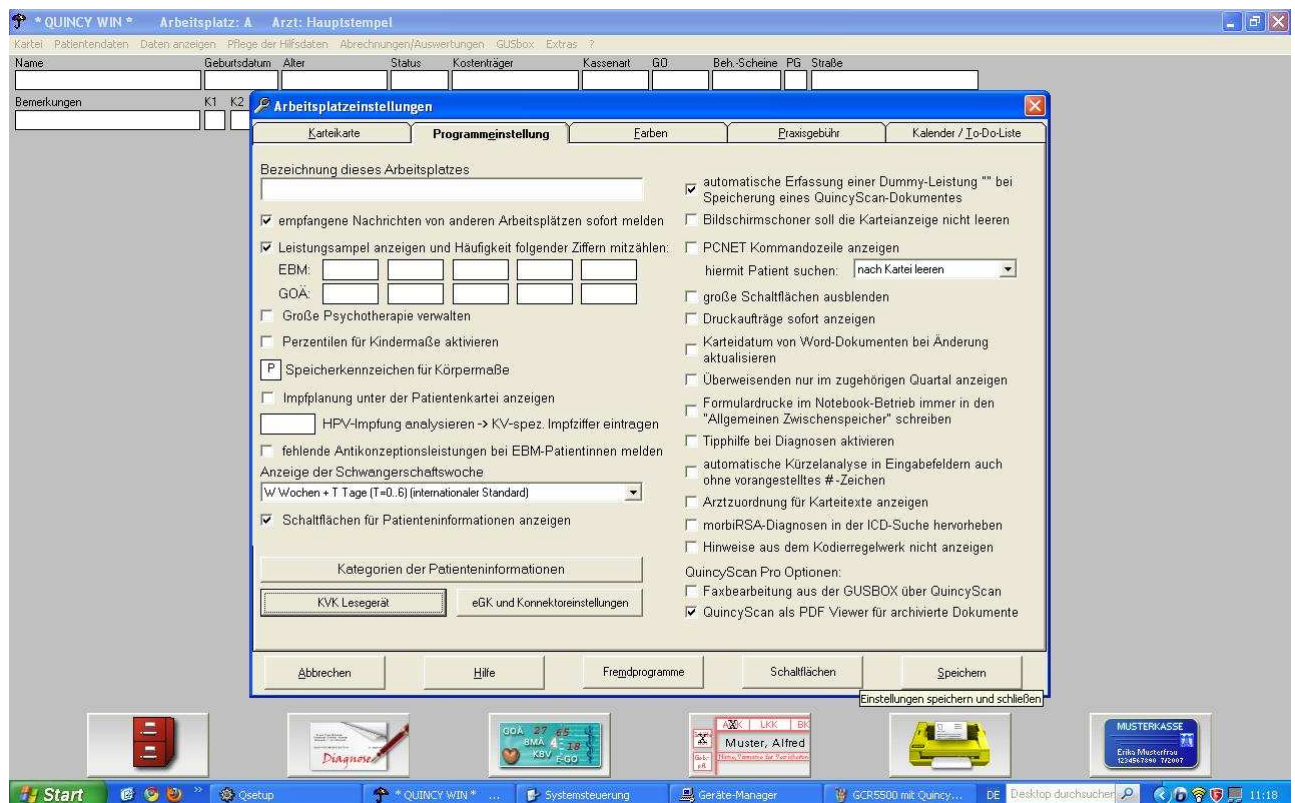 * QUINCY WIN * Arbeitsplatz: A Arzt: Hauptstempel
Kartei Patientendaten Daten anzeigen Pflege der Hilfsdaten Abrechnungen/Auswertungen GUSbox Extras ?
Name Geburtsdatum Alter Status Kostenträger Kassenart GO Beh.-Scheine PG Straße
Bemerkungen K1 K2
Arbeitsplatzeinstellungen
Karteikarte Programmeinstellung Farben Praxisgebühr Kalender / To-Do-Liste
Bezeichnung dieses Arbeitsplatzes
empfangene Nachrichten von anderen Arbeitsplätzen sofort melden
Leistungsampel anzeigen und Häufigkeit folgender Ziffern mitzählen:
EBM:
GOÄ:
Große Psychotherapie verwalten
Perzentilen für Kindermaße aktivieren
P Speicherkennzeichen für Körpermaße
Impfplanung unter der Patientenkartei anzeigen
HPV-Impfung analysieren -> KV-spez. Impfziffer eintragen
fehlende Antikonzeptionsleistungen bei EBM-Patientinnen melden
Anzeige der Schwangerschaftswoche
W Wochen + T Tage (T=0..6) (internationaler Standard)
Schaltflächen für Patienteninformationen anzeigen
Kategorien der Patienteninformationen
KVK Lesegerät eGK und Konnektoreinstellungen
automatische Erfassung einer Dummy-Leistung "" bei
Speicherung eines QuincyScan-Dokumentes
Bildschirmschoner soll die Karteianzeige nicht leeren
PCNET Kommandozeile anzeigen
hiermit Patient suchen: nach Kartei leeren
große Schaltflächen ausblenden
Druckaufträge sofort anzeigen
Karteidatum von Word-Dokumenten bei Änderung
aktualisieren
Überweisenden nur im zugehörigen Quartal anzeigen
Formulardrucke im Notebook-Betrieb immer in den
"Allgemeinen Zwischenspeicher" schreiben
Tipphilfe bei Diagnosen aktivieren
automatische Kürzelanalyse in Eingabefeldern auch
ohne vorangestelltes #-Zeichen
Arztzuordnung für Karteitexte anzeigen
morbiRSA-Diagnosen in der ICD-Suche hervorheben
Hinweise aus dem Kodierregelwerk nicht anzeigen
QuincyScan Pro Optionen:
Faxbearbeitung aus der GUSBOX über QuincyScan
QuincyScan als PDF Viewer für archivierte Dokumente
Abbrechen Hilfe Fremdprogramme Schaltflächen Speichern
Einstellungen speichern und schließen
Diagnose
GOÄ 27 65
BMÄ 4 18
KBV E-GO
LKK BK
Muster, Alfred
MUSTERKASSE
Erika Musterfrau
1234567890 7/2007
Start Qsetup * QUINCY WIN * ... Systemsteuerung Geräte-Manager GCR5500 mit Quincy... DE Desktop durchsuchen 11:18